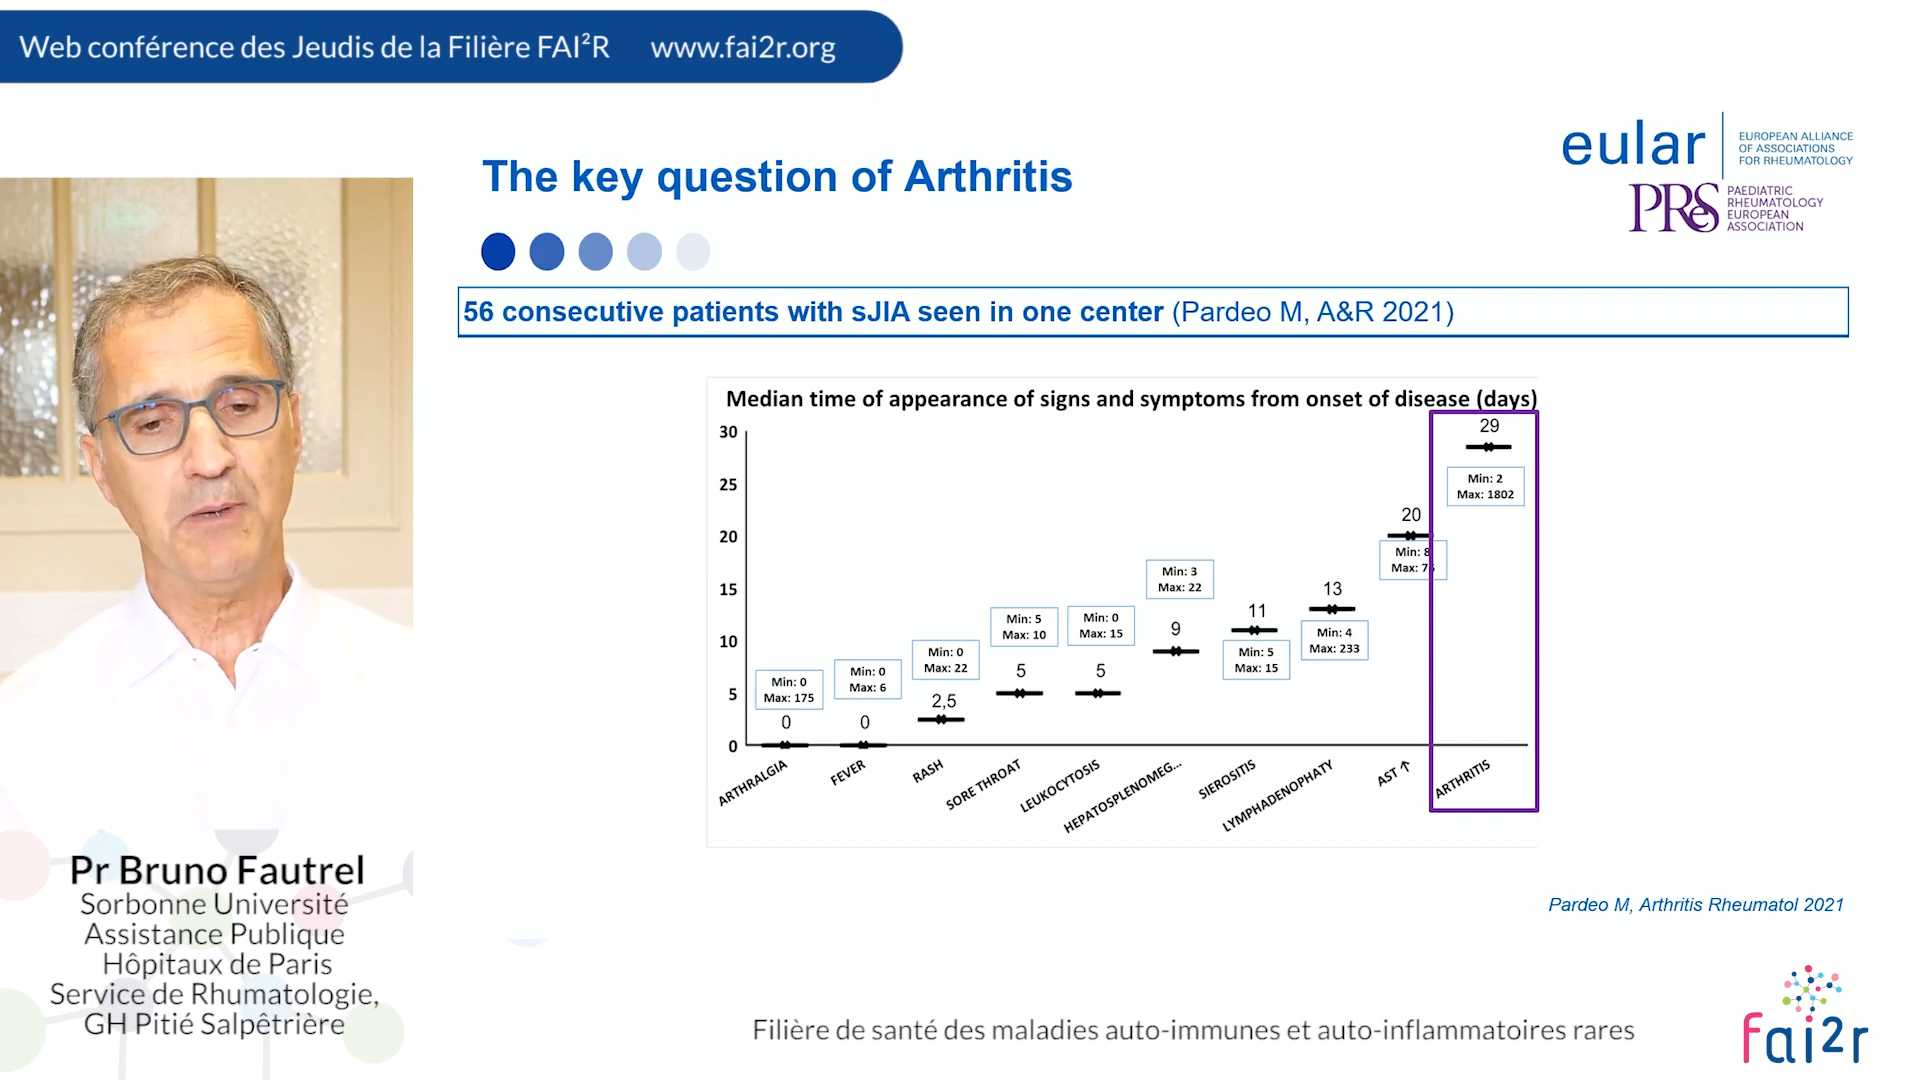 Web conférence des Jeudis de la Filière FAI²R www.fai2r.org
eular
EUROPEAN ALLIANCE
OF ASSOCIATIONS
FOR RHEUMATOLOGY
PReS
PAEDIATRIC
RHEUMATOLOGY
EUROPEAN
ASSOCIATION
The key question of Arthritis
56 consecutive patients with sJIA seen in one center (Pardeo M, A&R 2021)
Median time of appearance of signs and symptoms from onset of disease (days)
30
25
20
15
10
5
0
Min: 0
Max: 175
0
Min: 0
Max: 6
0
Min: 0
Max: 22
2,5
Min: 5
Max: 10
5
Min: 0
Max: 15
5
Min: 3
Max: 22
9
11
Min: 5
Max: 15
13
Min: 4
Max: 233
20
Min: 8
Max: 
29
Min: 2
Max: 1802
ARTHRALGIA
FEVER
RASH
SORE THROAT
LEUKOCYTOSIS
HEPATOSPLENOMEG...
SIEROSITIS
LYMPHADENOPHATY
AST ↑
ARTHRITIS
Pardeo M, Arthritis Rheumatol 2021
Pr Bruno Fautrel
Sorbonne Université
Assistance Publique
Hôpitaux de Paris
Service de Rhumatologie,
GH Pitié Salpêtrière
Filière de santé des maladies auto-immunes et auto-inflammatoires rares
fai2r